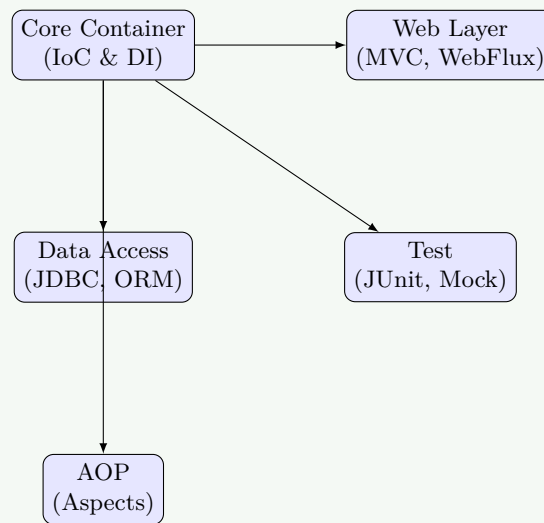 Core Container
(IoC & DI)
Web Layer
(MVC, WebFlux)
Data Access
(JDBC, ORM)
Test
(JUnit, Mock)
AOP
(Aspects)